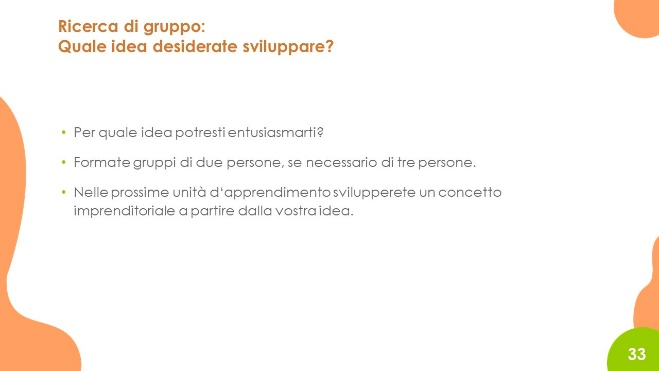 Ricerca di gruppo:
Quale idea desiderate sviluppare?
• Per quale idea potresti entusiasmarti?
• Formate gruppi di due persone, se necessario di tre persone.
• Nelle prossime unità d‘apprendimento svilupperete un concetto
imprenditoriale a partire dalla vostra idea.
33